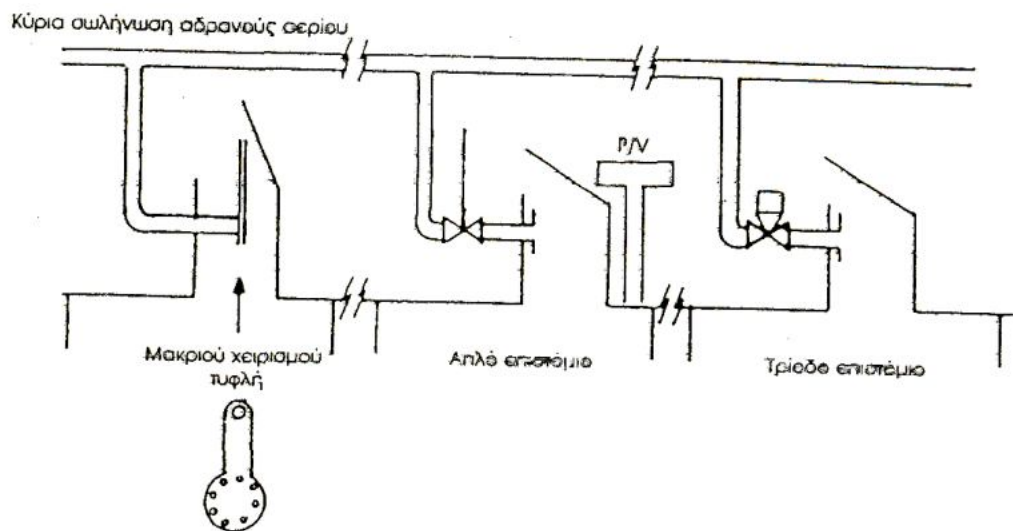 Κύρια σωλήνωση αδρανούς αερίου
P/V
Μακριού χειρισμού
τυφλή
Απλό επιστόμιο
Τρίοδο επιστόμιο